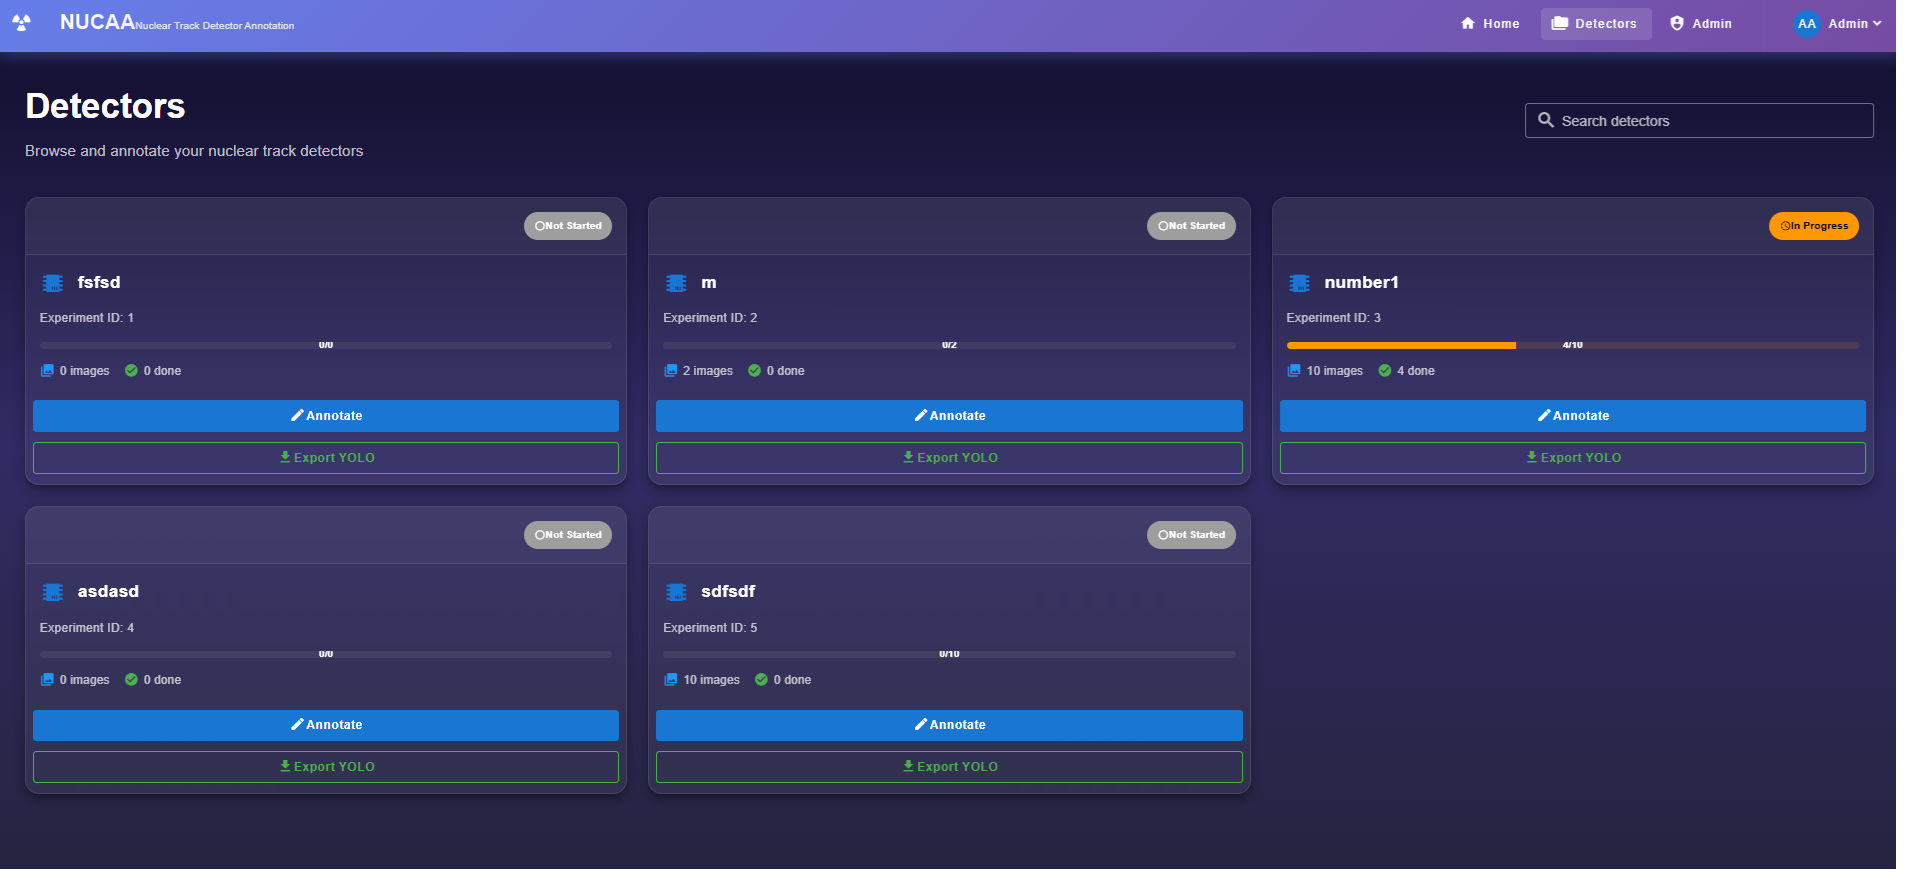 NUCAA Nuclear Track Detector Annotation
Home
Detectors
Admin
AA
Admin
Detectors
Search detectors
Browse and annotate your nuclear track detectors
Not Started
fsfsd
Experiment ID: 1
0/0
0 images
0 done
Annotate
Export YOLO
Not Started
m
Experiment ID: 2
0/2
2 images
0 done
Annotate
Export YOLO
In Progress
number1
Experiment ID: 3
4/10
10 images
4 done
Annotate
Export YOLO
Not Started
asdasd
Experiment ID: 4
0/0
0 images
0 done
Annotate
Export YOLO
Not Started
sdfsdf
Experiment ID: 5
0/10
10 images
0 done
Annotate
Export YOLO